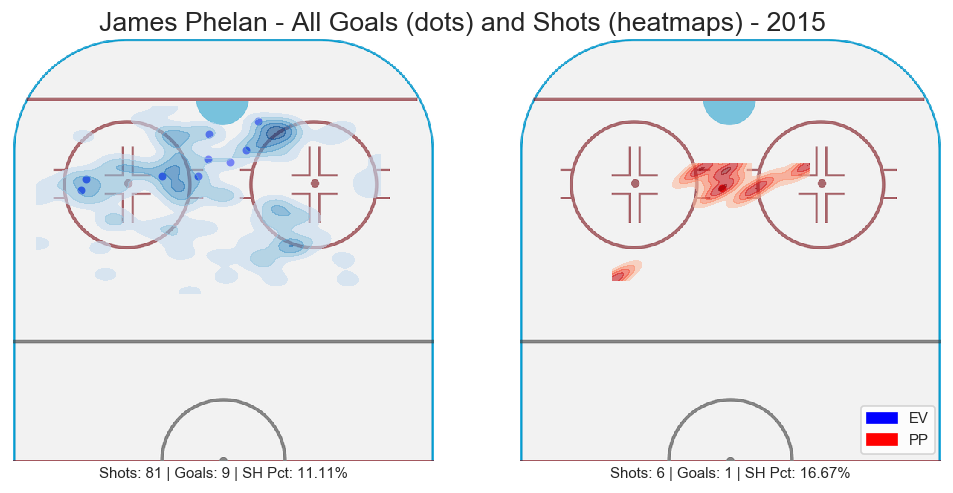 James Phelan - All Goals (dots) and Shots (heatmaps) - 2015
EV
PP
Shots: 81 | Goals: 9 | SH Pct: 11.11%
Shots: 6 | Goals: 1 | SH Pct: 16.67%